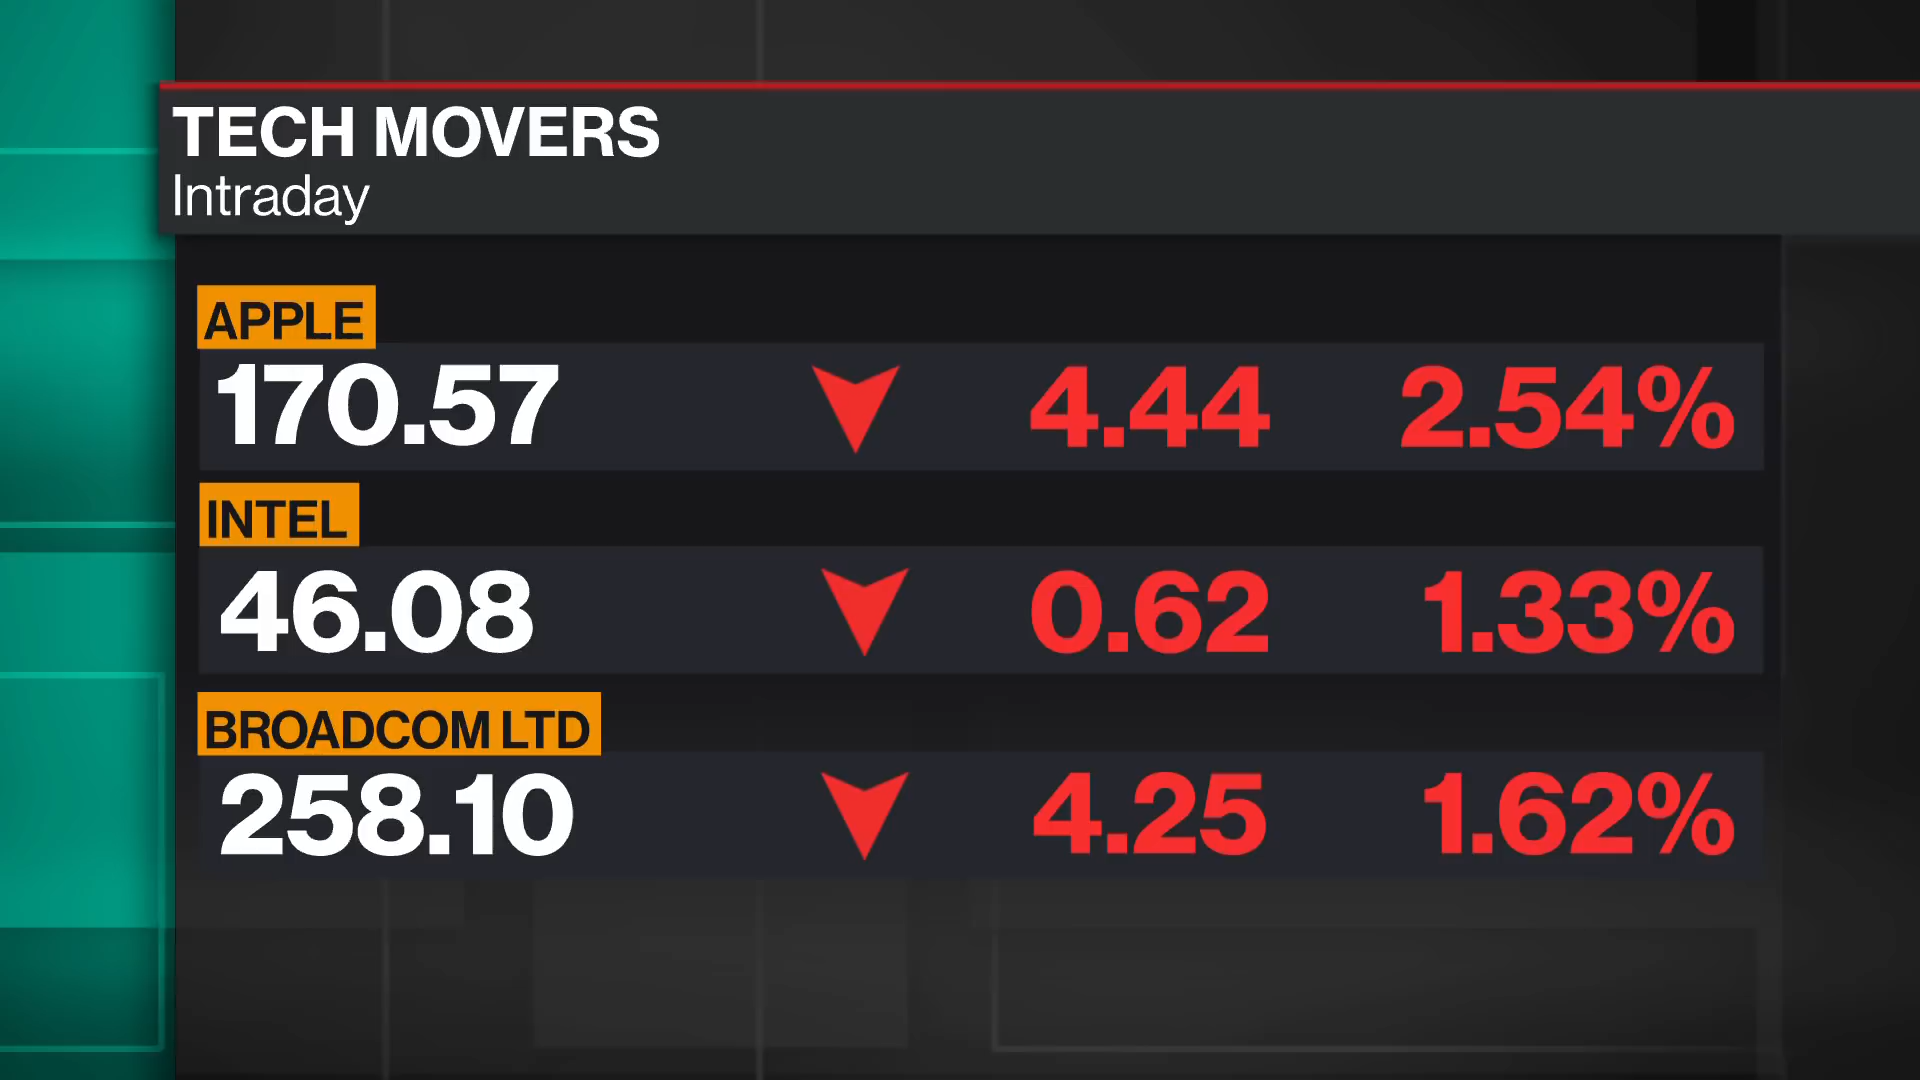 TECH MOVERS
Intraday
APPLE
170.57 4.44 2.54%
INTEL
46.08 0.62 1.33%
BROADCOM LTD
258.10 4.25 1.62%